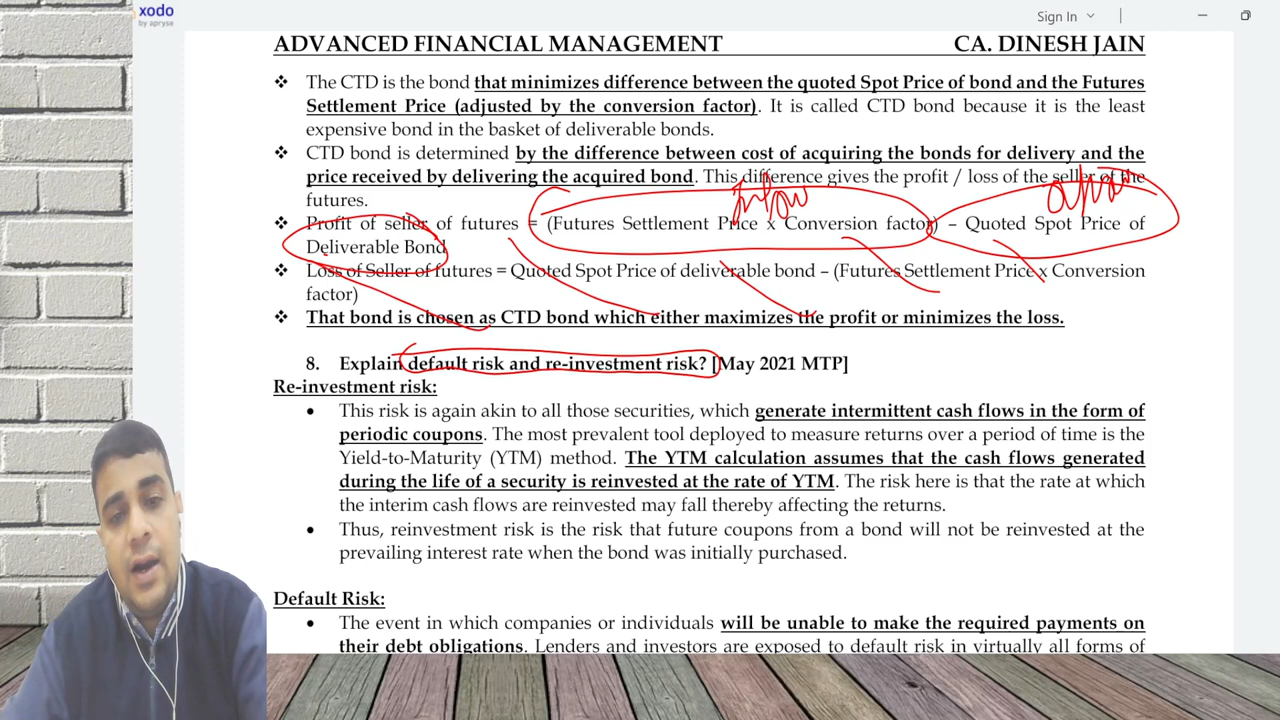 xodo
by apryse
Sign In
ADVANCED FINANCIAL MANAGEMENT CA. DINESH JAIN
❖ The CTD is the bond that minimizes difference between the quoted Spot Price of bond and the Futures
Settlement Price (adjusted by the conversion factor). It is called CTD bond because it is the least
expensive bond in the basket of deliverable bonds.
❖ CTD bond is determined by the difference between cost of acquiring the bonds for delivery and the
price received by delivering the acquired bond. This difference gives the profit / loss of the seller of the
futures.
Inflow
❖ Profit of seller of futures = (Futures Settlement Price x Conversion factor) – Quoted Spot Price of
Deliverable Bond
❖ Loss of Seller of futures = Quoted Spot Price of deliverable bond – (Futures Settlement Price x Conversion
factor)
❖ That bond is chosen as CTD bond which either maximizes the profit or minimizes the loss.
8. Explain default risk and re-investment risk? [May 2021 MTP]
Re-investment risk:
• This risk is again akin to all those securities, which generate intermittent cash flows in the form of
periodic coupons. The most prevalent tool deployed to measure returns over a period of time is the
Yield-to-Maturity (YTM) method. The YTM calculation assumes that the cash flows generated
during the life of a security is reinvested at the rate of YTM. The risk here is that the rate at which
the interim cash flows are reinvested may fall thereby affecting the returns.
• Thus, reinvestment risk is the risk that future coupons from a bond will not be reinvested at the
prevailing interest rate when the bond was initially purchased.
Default Risk:
• The event in which companies or individuals will be unable to make the required payments on
their debt obligations. Lenders and investors are exposed to default risk in virtually all forms of